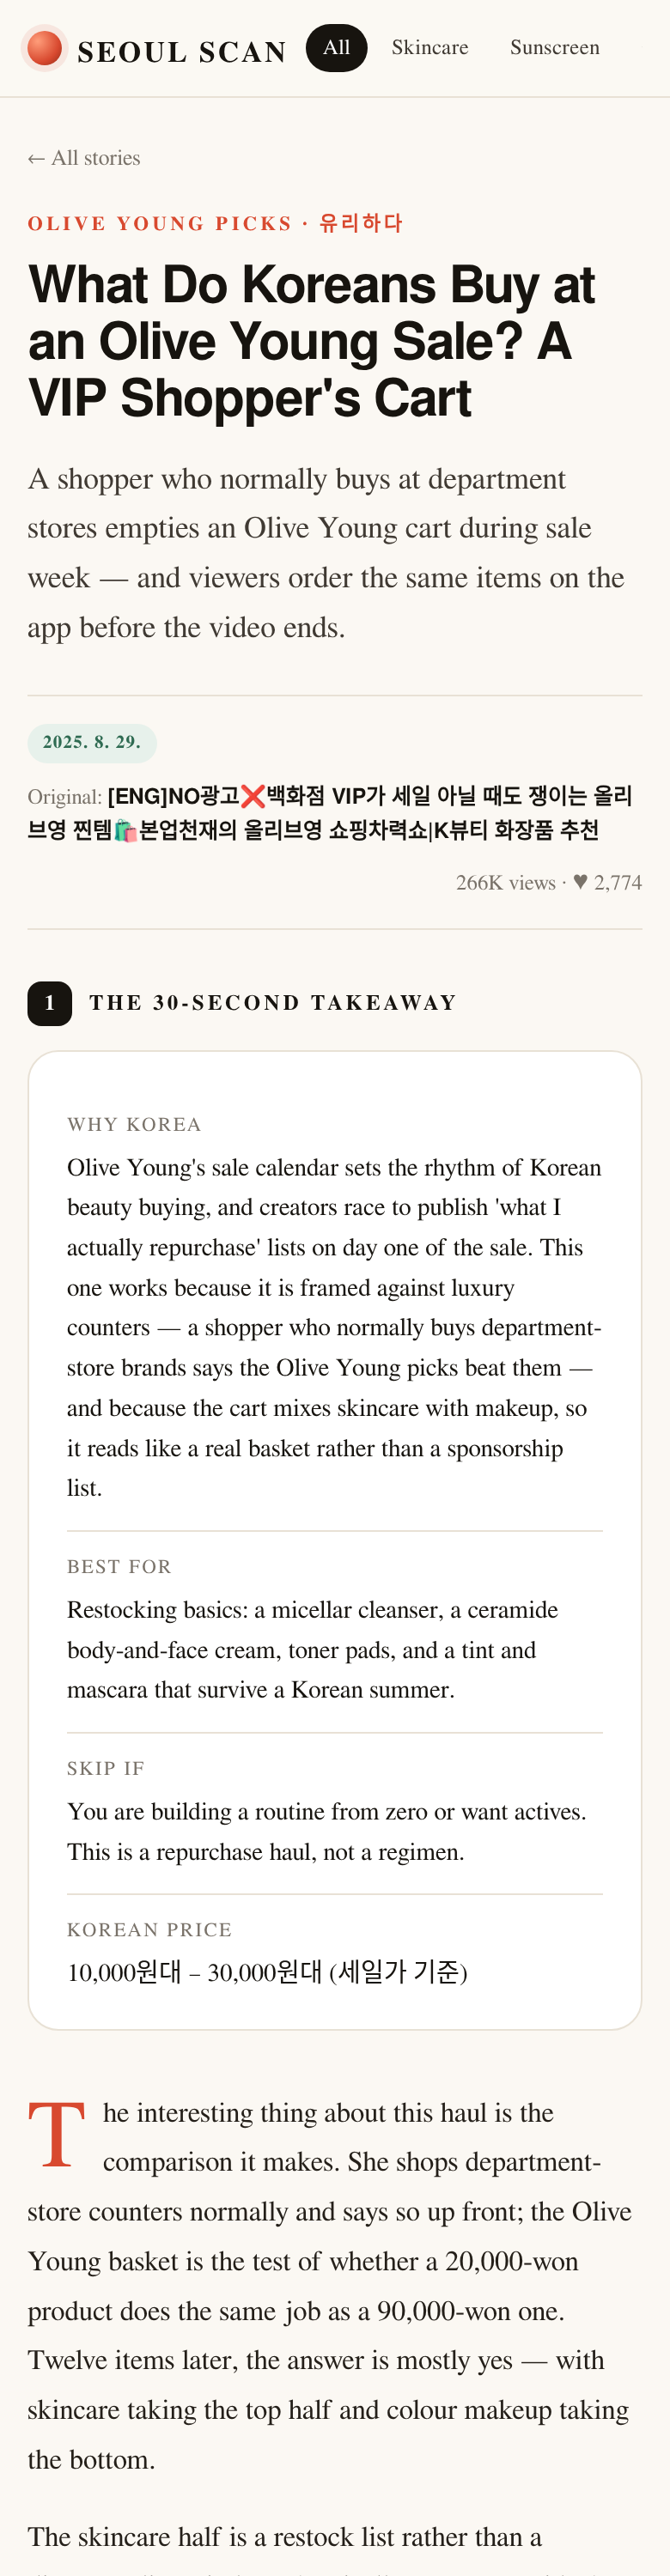 SEOUL SCAN
All Skincare Sunscreen
← All stories
OLIVE YOUNG PICKS · 유리하다
What Do Koreans Buy at
an Olive Young Sale? A
VIP Shopper's Cart
A shopper who normally buys at department
stores empties an Olive Young cart during sale
week — and viewers order the same items on the
app before the video ends.
2025. 8. 29.
Original: [ENG]NO광고❌백화점 VIP가 세일 아닐 때도 쟁이는 올리
브영 찐템🛍️본업천재의 올리브영 쇼핑차력쇼|K뷰티 화장품 추천
266K views · ♥ 2,774
1 THE 30-SECOND TAKEAWAY
WHY KOREA
Olive Young's sale calendar sets the rhythm of Korean
beauty buying, and creators race to publish 'what I
actually repurchase' lists on day one of the sale. This
one works because it is framed against luxury
counters — a shopper who normally buys department-
store brands says the Olive Young picks beat them —
and because the cart mixes skincare with makeup, so
it reads like a real basket rather than a sponsorship
list.
BEST FOR
Restocking basics: a micellar cleanser, a ceramide
body-and-face cream, toner pads, and a tint and
mascara that survive a Korean summer.
SKIP IF
You are building a routine from zero or want actives.
This is a repurchase haul, not a regimen.
KOREAN PRICE
10,000원대 – 30,000원대 (세일가 기준)
The interesting thing about this haul is the
comparison it makes. She shops department-
store counters normally and says so up front; the Olive
Young basket is the test of whether a 20,000-won
product does the same job as a 90,000-won one.
Twelve items later, the answer is mostly yes — with
skincare taking the top half and colour makeup taking
the bottom.
The skincare half is a restock list rather than a